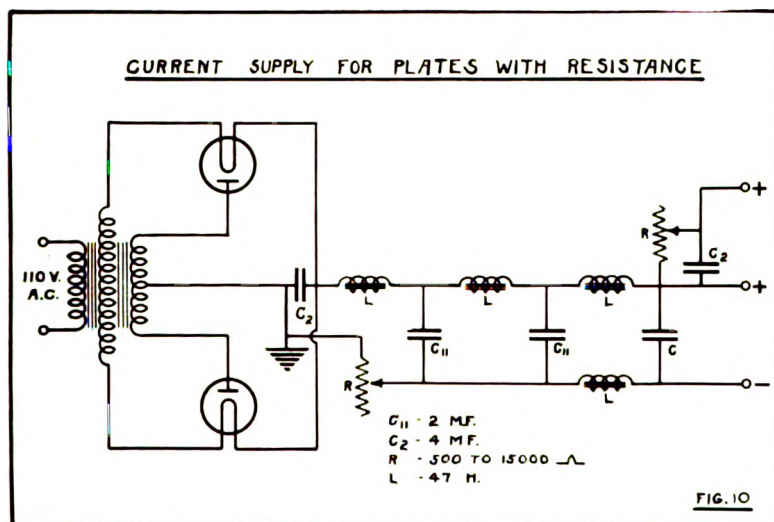 CURRENT SUPPLY FOR PLATES WITH RESISTANCE
110 V.
A.C.
C2
L
L
L
R
C2
+
+
-
C11
C11
C
R
L
C11 - 2 M.F.
C2 - 4 MF.
R - 500 TO 15000
L - 47 H.
FIG. 10